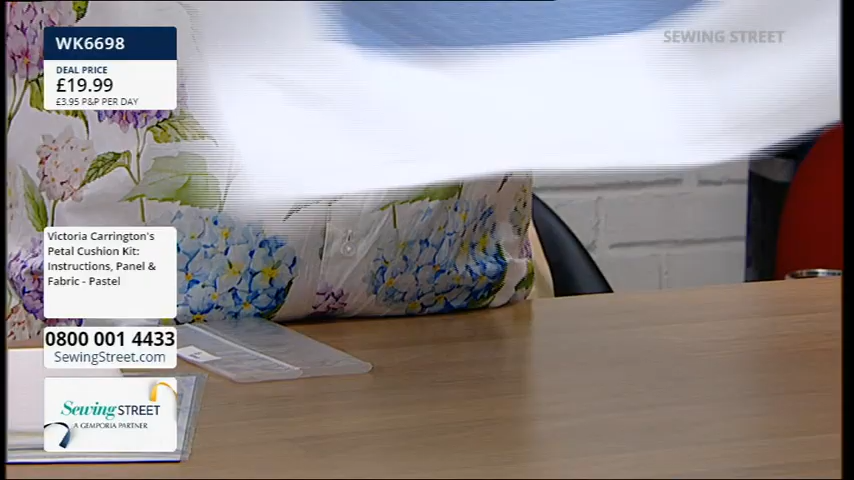 WK6698
DEAL PRICE
£19.99
£3.95 P&P PER DAY
SEWING STREET
Victoria Carrington's
Petal Cushion Kit:
Instructions, Panel &
Fabric - Pastel
0800 001 4433
SewingStreet.com
Sewing STREET
A GEMPORIA PARTNER